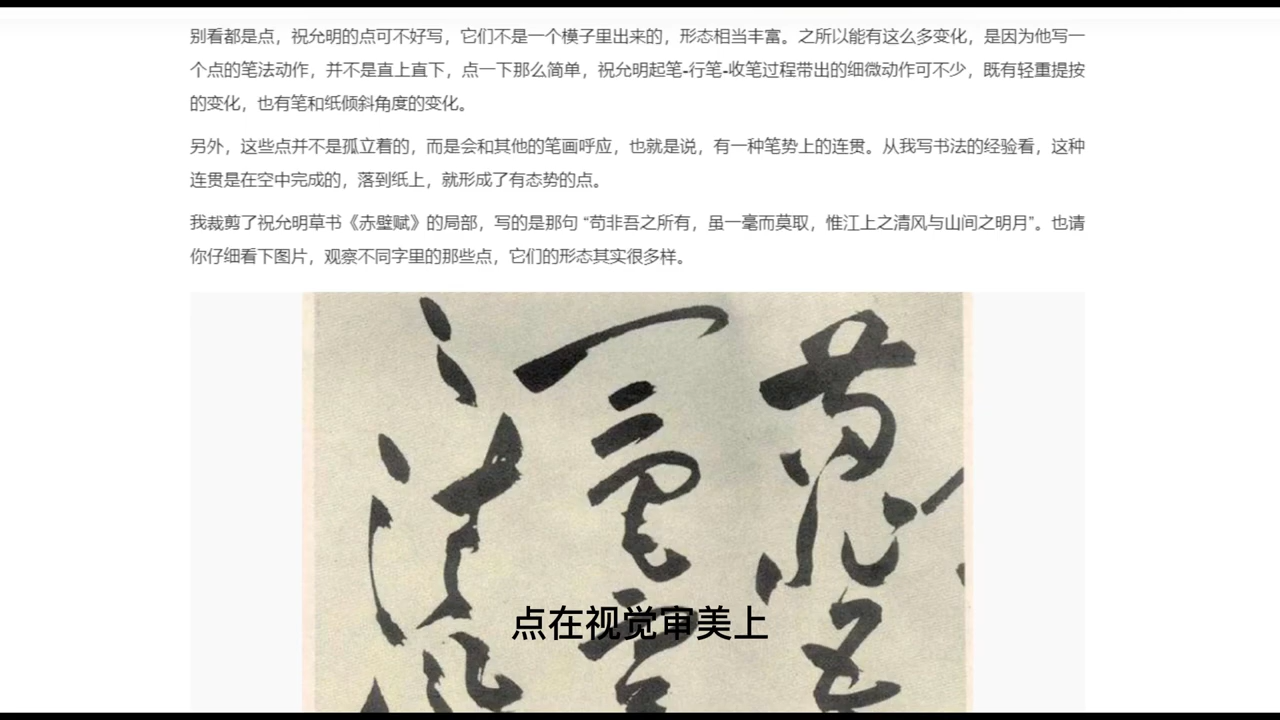 别看都是点，祝允明的点可不好写，它们不是一个模子里出来的，形态相当丰富。之所以能有这么多变化，是因为他写一
个点的笔法动作，并不是直上直下，点一下那么简单，祝允明起笔-行笔-收笔过程带出的细微动作可不少，既有轻重提按
的变化，也有笔和纸倾斜角度的变化。
另外，这些点并不是孤立着的，而是会和其他的笔画呼应，也就是说，有一种笔势上的连贯。从我写书法的经验看，这种
连贯是在空中完成的，落到纸上，就形成了有态势的点。
我裁剪了祝允明草书《赤壁赋》的局部，写的是那句 “苟非吾之所有，虽一毫而莫取，惟江上之清风与山间之明月”。也请
你仔细看下图片，观察不同字里的那些点，它们的形态其实很多样。
苟非吾
一毫
清風
点在视觉审美上